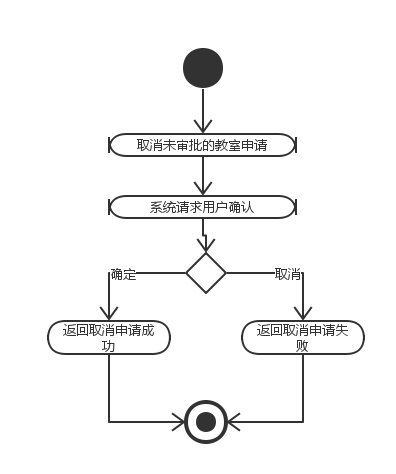 取消未审批的教室申请
系统请求用户确认
确定
取消
返回取消申请成
功
返回取消申请失
败